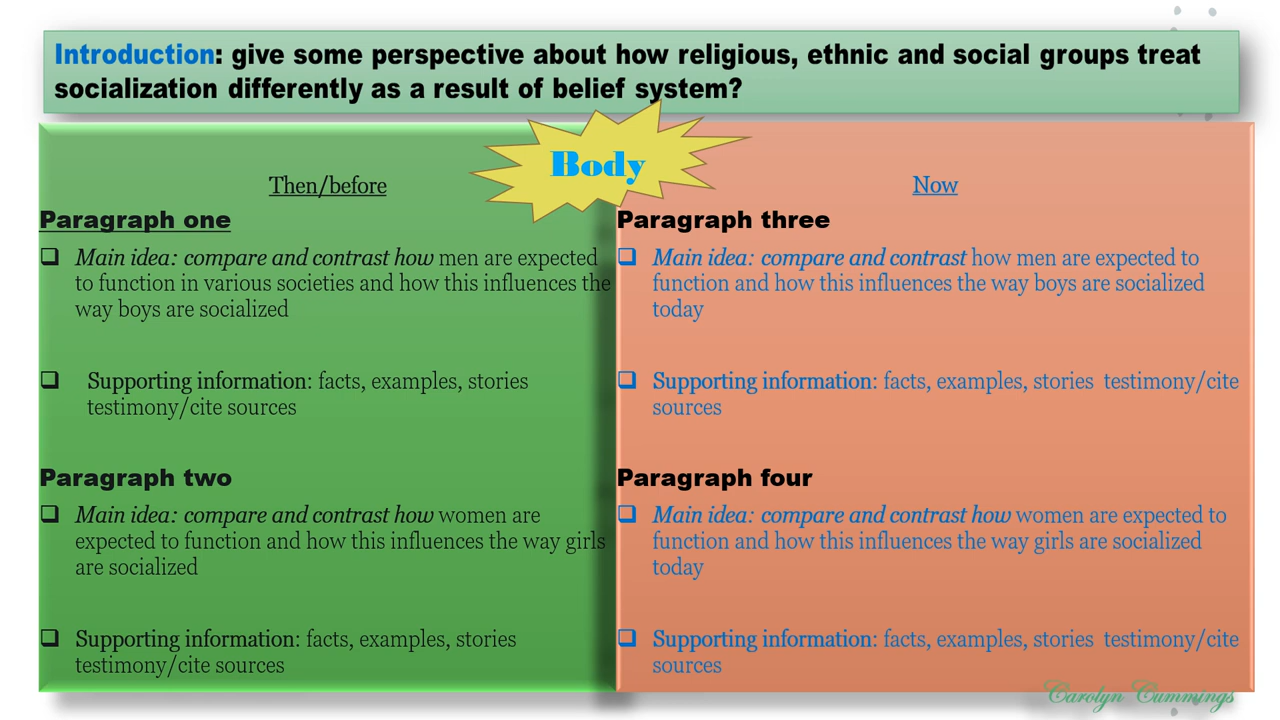 Introduction: give some perspective about how religious, ethnic and social groups treat
socialization differently as a result of belief system?
Body
Then/before
Paragraph one
Main idea: compare and contrast how men are expected
to function in various societies and how this influences the
way boys are socialized
Supporting information: facts, examples, stories
testimony/cite sources
Paragraph two
Main idea: compare and contrast how women are
expected to function and how this influences the way girls
are socialized
Supporting information: facts, examples, stories
testimony/cite sources
Now
Paragraph three
Main idea: compare and contrast how men are expected to
function and how this influences the way boys are socialized
today
Supporting information: facts, examples, stories  testimony/cite
sources
Paragraph four
Main idea: compare and contrast how women are expected to
function and how this influences the way girls are socialized
today
Supporting information: facts, examples, stories  testimony/cite
sources
Carolyn Cummings